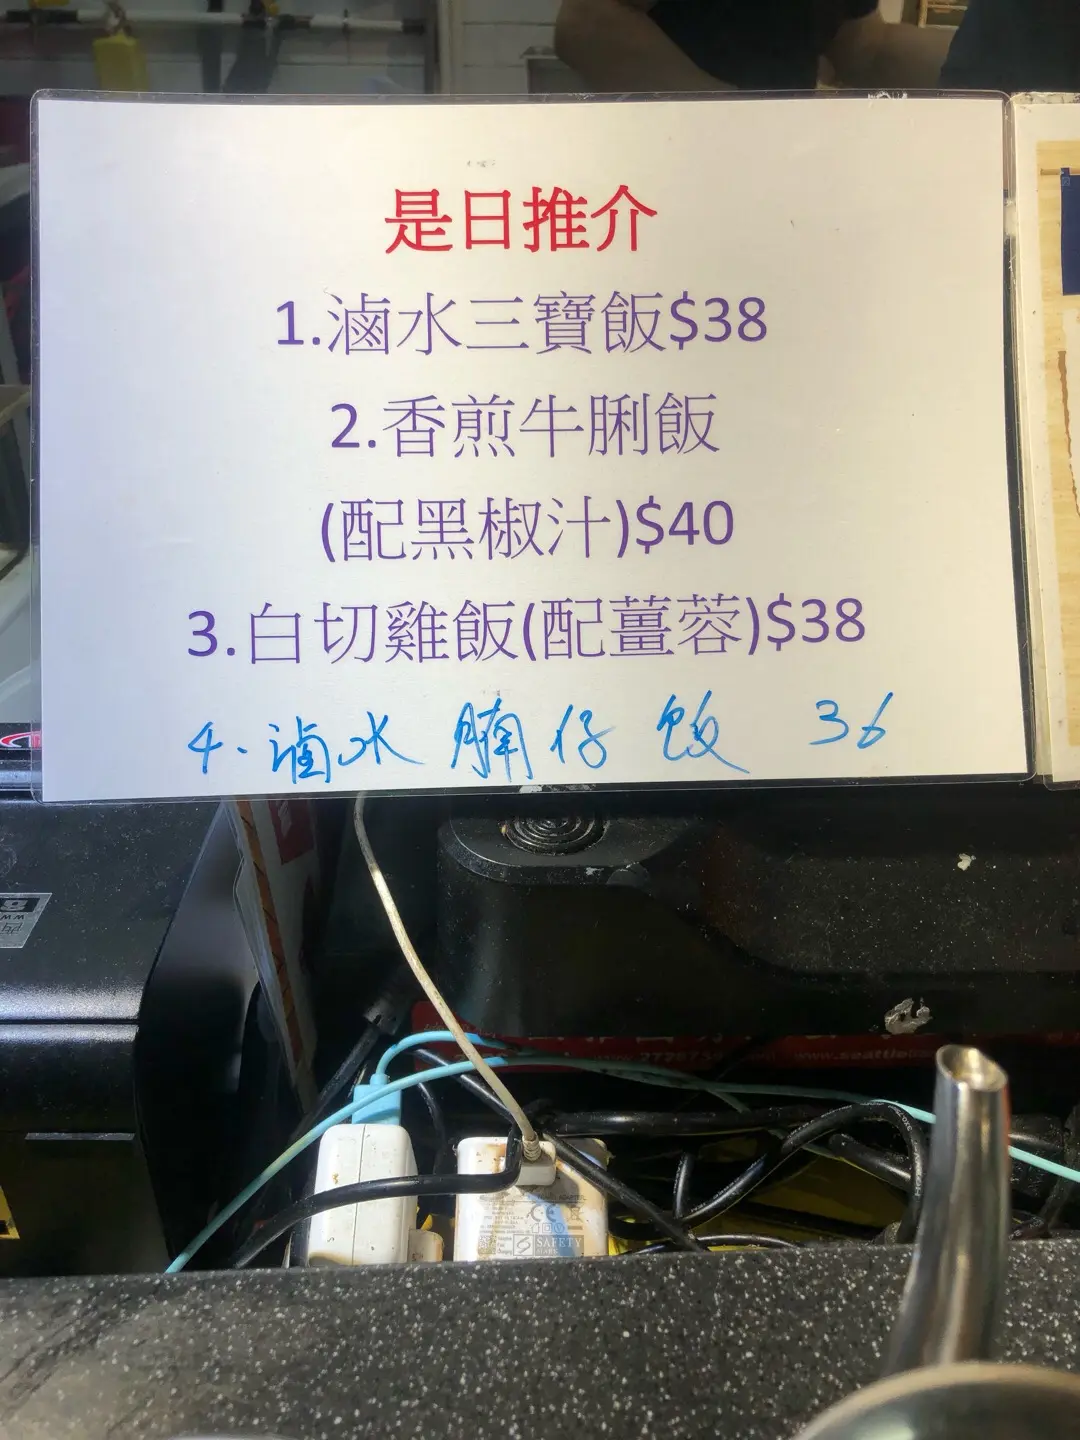 是日推介
1.滷水三寶飯$38
2.香煎牛脷飯
(配黑椒汁)$40
3.白切雞飯(配薑蓉)$38
4.滷水腩仔飯 36
SAFETY